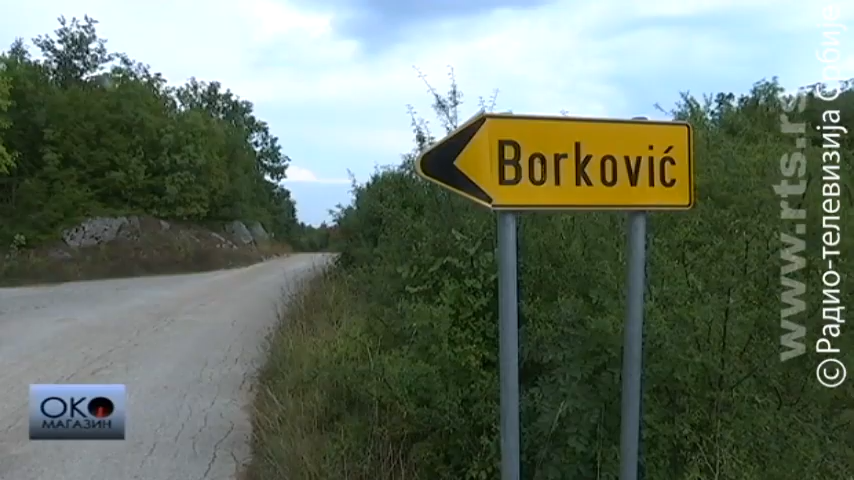 Borković
ОКО
МАГАЗИН
www.rts.rs
© Радио-телевизија Србије